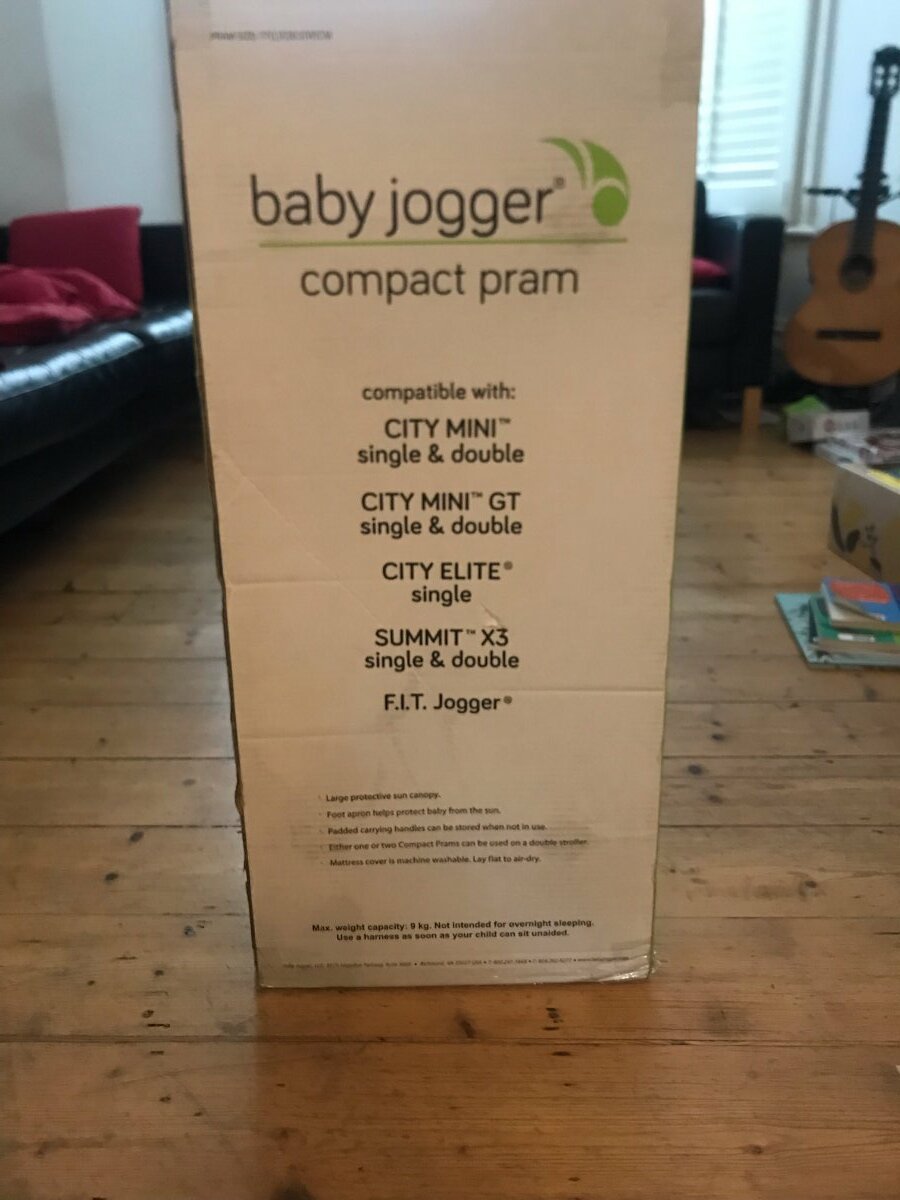 baby jogger®
compact pram
compatible with:
CITY MINI™
single & double
CITY MINI™ GT
single & double
CITY ELITE®
single
SUMMIT™ X3
single & double
F.I.T. Jogger®
· Large protective sun canopy.
· Foot apron helps protect baby from the sun.
· Padded carrying handles can be stored when not in use.
· Either one or two Compact Prams can be used on a double stroller.
· Mattress cover is machine washable. Lay flat to air-dry.
Max. weight capacity: 9 kg. Not intended for overnight sleeping.
Use a harness as soon as your child can sit unaided.